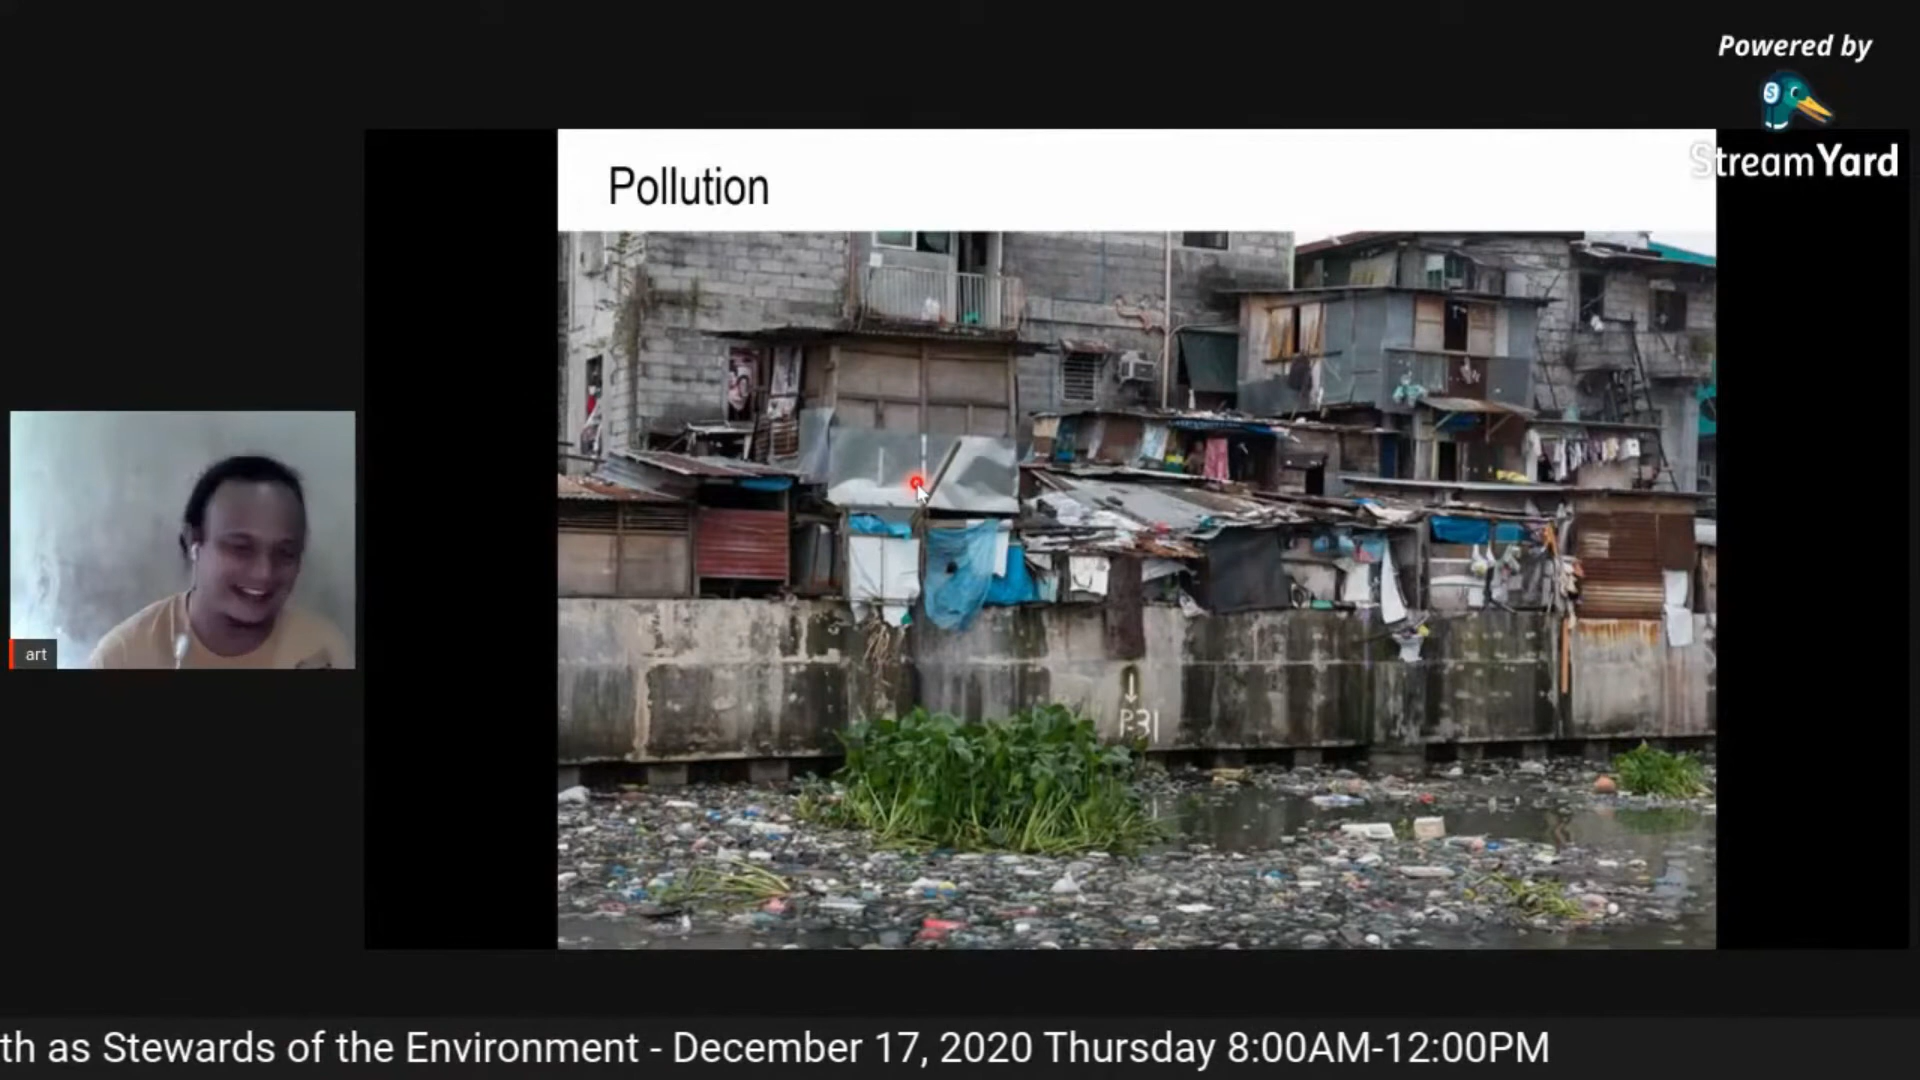 Powered by
StreamYard
Pollution
art
P31
th as Stewards of the Environment - December 17, 2020 Thursday 8:00AM-12:00PM